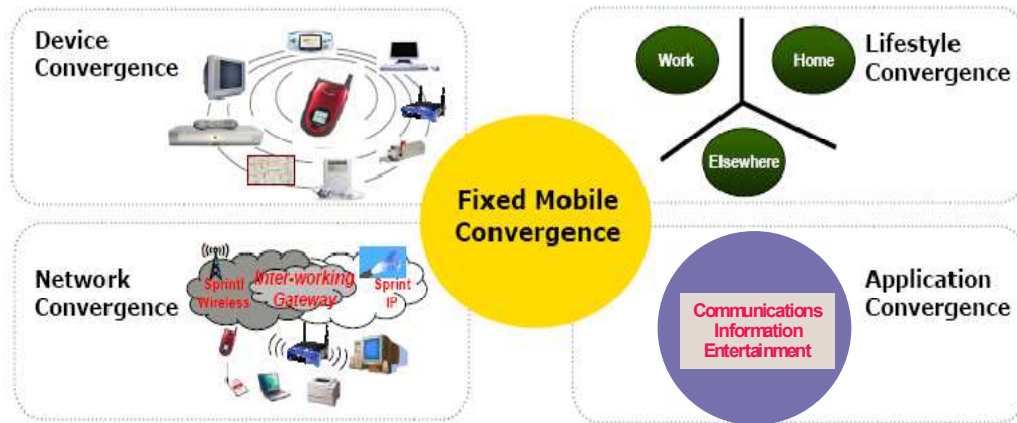 Device
Convergence
Lifestyle
Convergence
Work
Home
Elsewhere
Fixed Mobile
Convergence
Network
Convergence
Sprint
Wireless
Inter-working
Gateway
Sprint
IP
Application
Convergence
Communications
Information
Entertainment